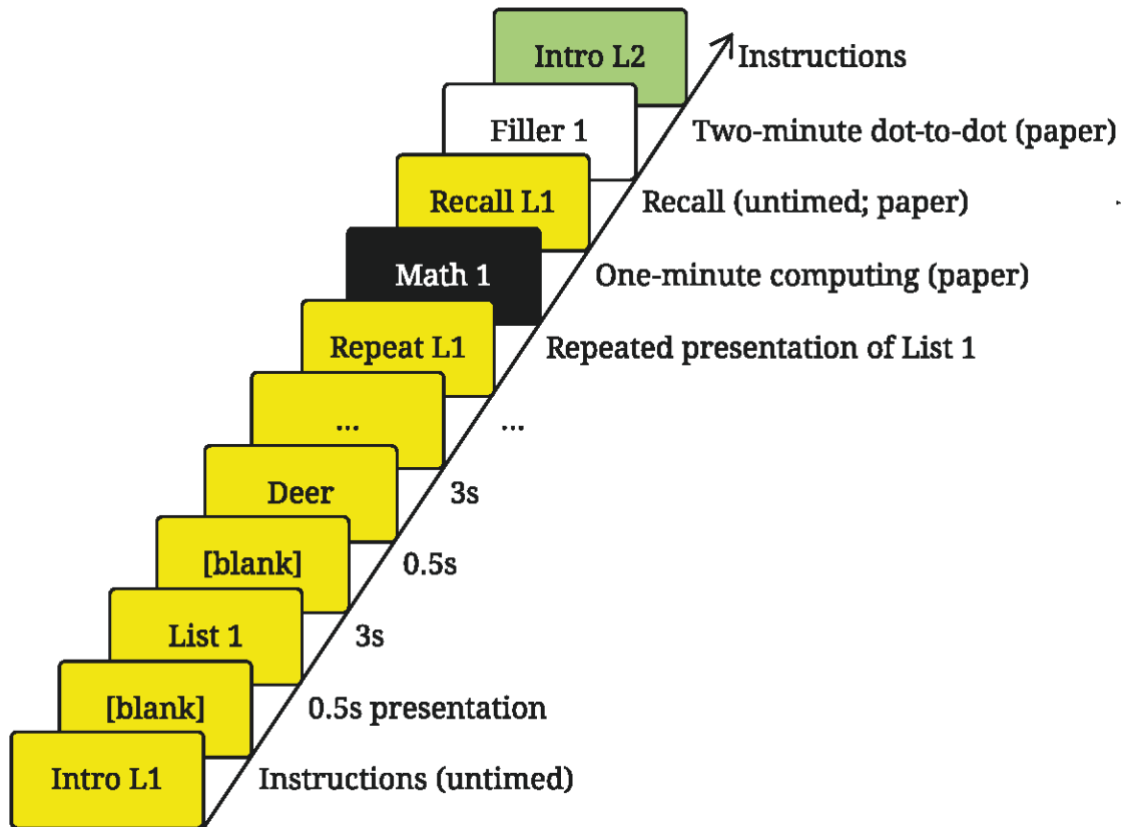 Intro L2
Instructions
Filler 1
Two-minute dot-to-dot (paper)
Recall L1
Recall (untimed; paper)
Math 1
One-minute computing (paper)
Repeat L1
Repeated presentation of List 1
...
...
Deer
3s
[blank]
0.5s
List 1
3s
[blank]
0.5s presentation
Intro L1
Instructions (untimed)